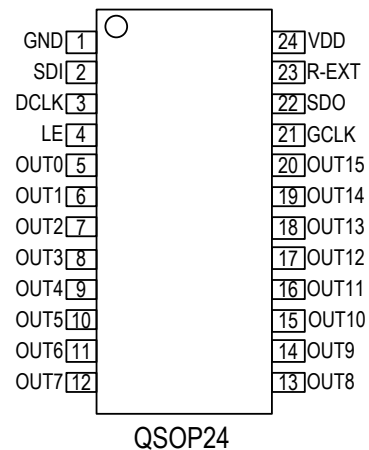 GND 1 24 VDD
SDI 2 23 R-EXT
DCLK 3 22 SDO
LE 4 21 GCLK
OUT0 5 20 OUT15
OUT1 6 19 OUT14
OUT2 7 18 OUT13
OUT3 8 17 OUT12
OUT4 9 16 OUT11
OUT5 10 15 OUT10
OUT6 11 14 OUT9
OUT7 12 13 OUT8
QSOP24